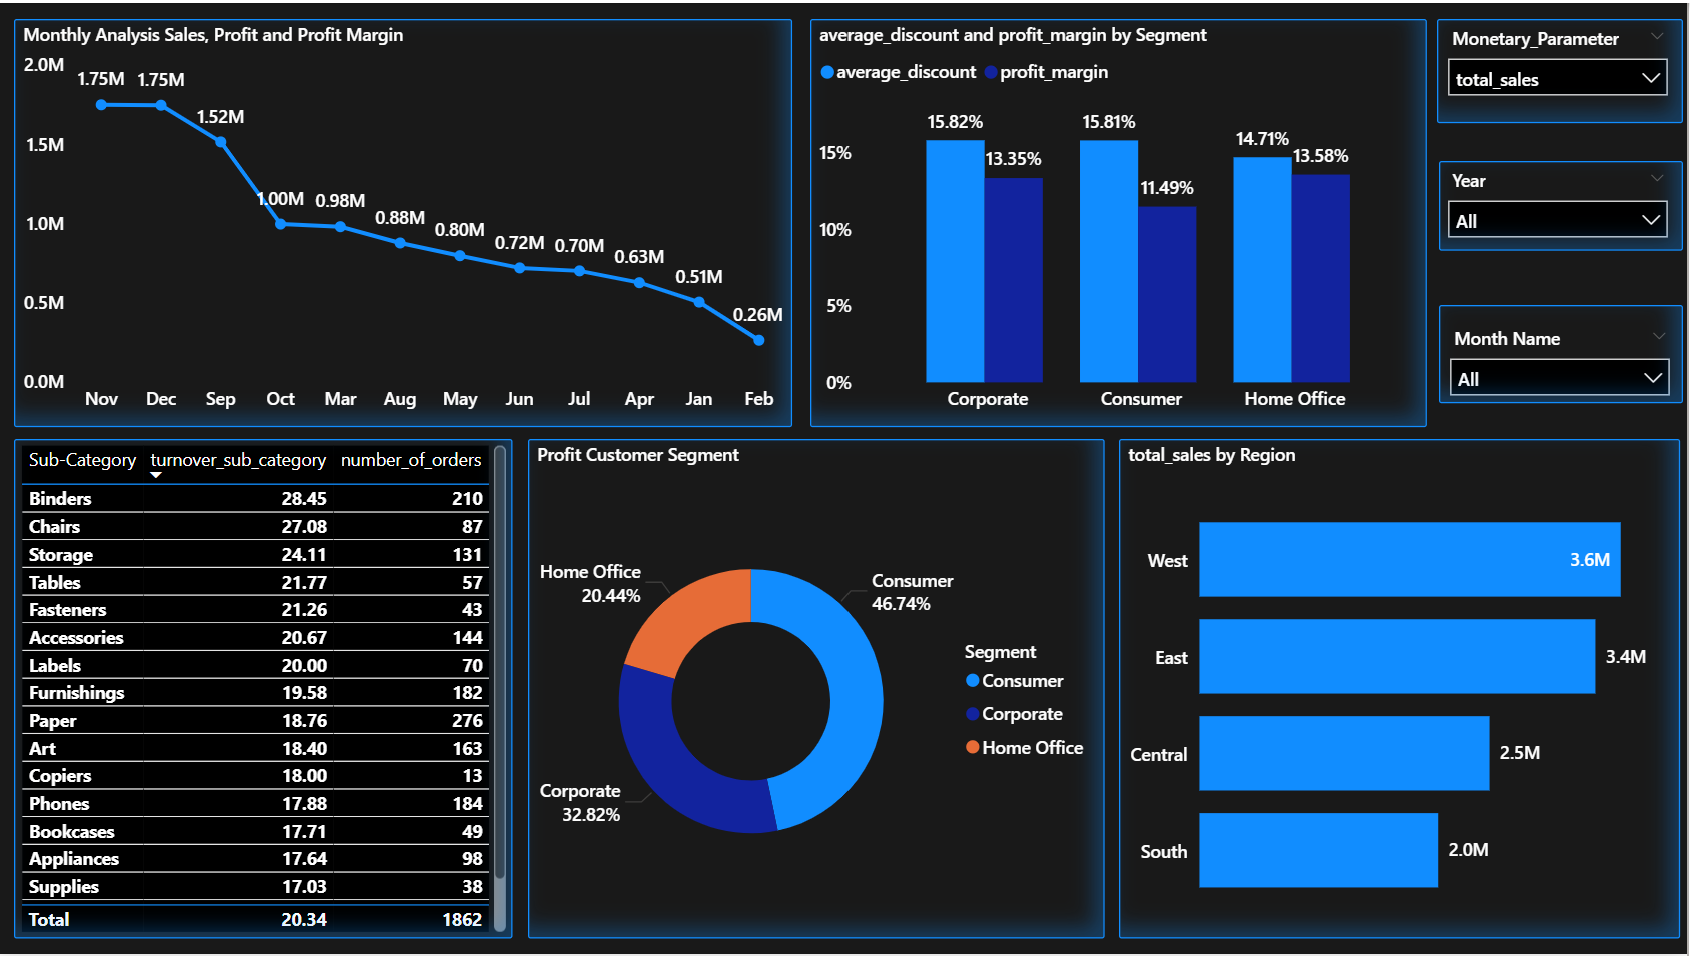 Monthly Analysis Sales, Profit and Profit Margin
2.0M
1.5M
1.0M
0.5M
0.0M
1.75M 1.75M 1.52M 1.00M 0.98M 0.88M 0.80M 0.72M 0.70M 0.63M 0.51M 0.26M
Nov Dec Sep Oct Mar Aug May Jun Jul Apr Jan Feb
average_discount and profit_margin by Segment
average_discount profit_margin
15%
10%
5%
0%
15.82% 13.35% 15.81% 11.49% 14.71% 13.58%
Corporate Consumer Home Office
Monetary_Parameter
total_sales
Year
All
Month Name
All
Sub-Category turnover_sub_category number_of_orders
Binders 28.45 210
Chairs 27.08 87
Storage 24.11 131
Tables 21.77 57
Fasteners 21.26 43
Accessories 20.67 144
Labels 20.00 70
Furnishings 19.58 182
Paper 18.76 276
Art 18.40 163
Copiers 18.00 13
Phones 17.88 184
Bookcases 17.71 49
Appliances 17.64 98
Supplies 17.03 38
Total 20.34 1862
Profit Customer Segment
Home Office
20.44%
Consumer
46.74%
Corporate
32.82%
Segment
Consumer
Corporate
Home Office
total_sales by Region
West 3.6M
East 3.4M
Central 2.5M
South 2.0M